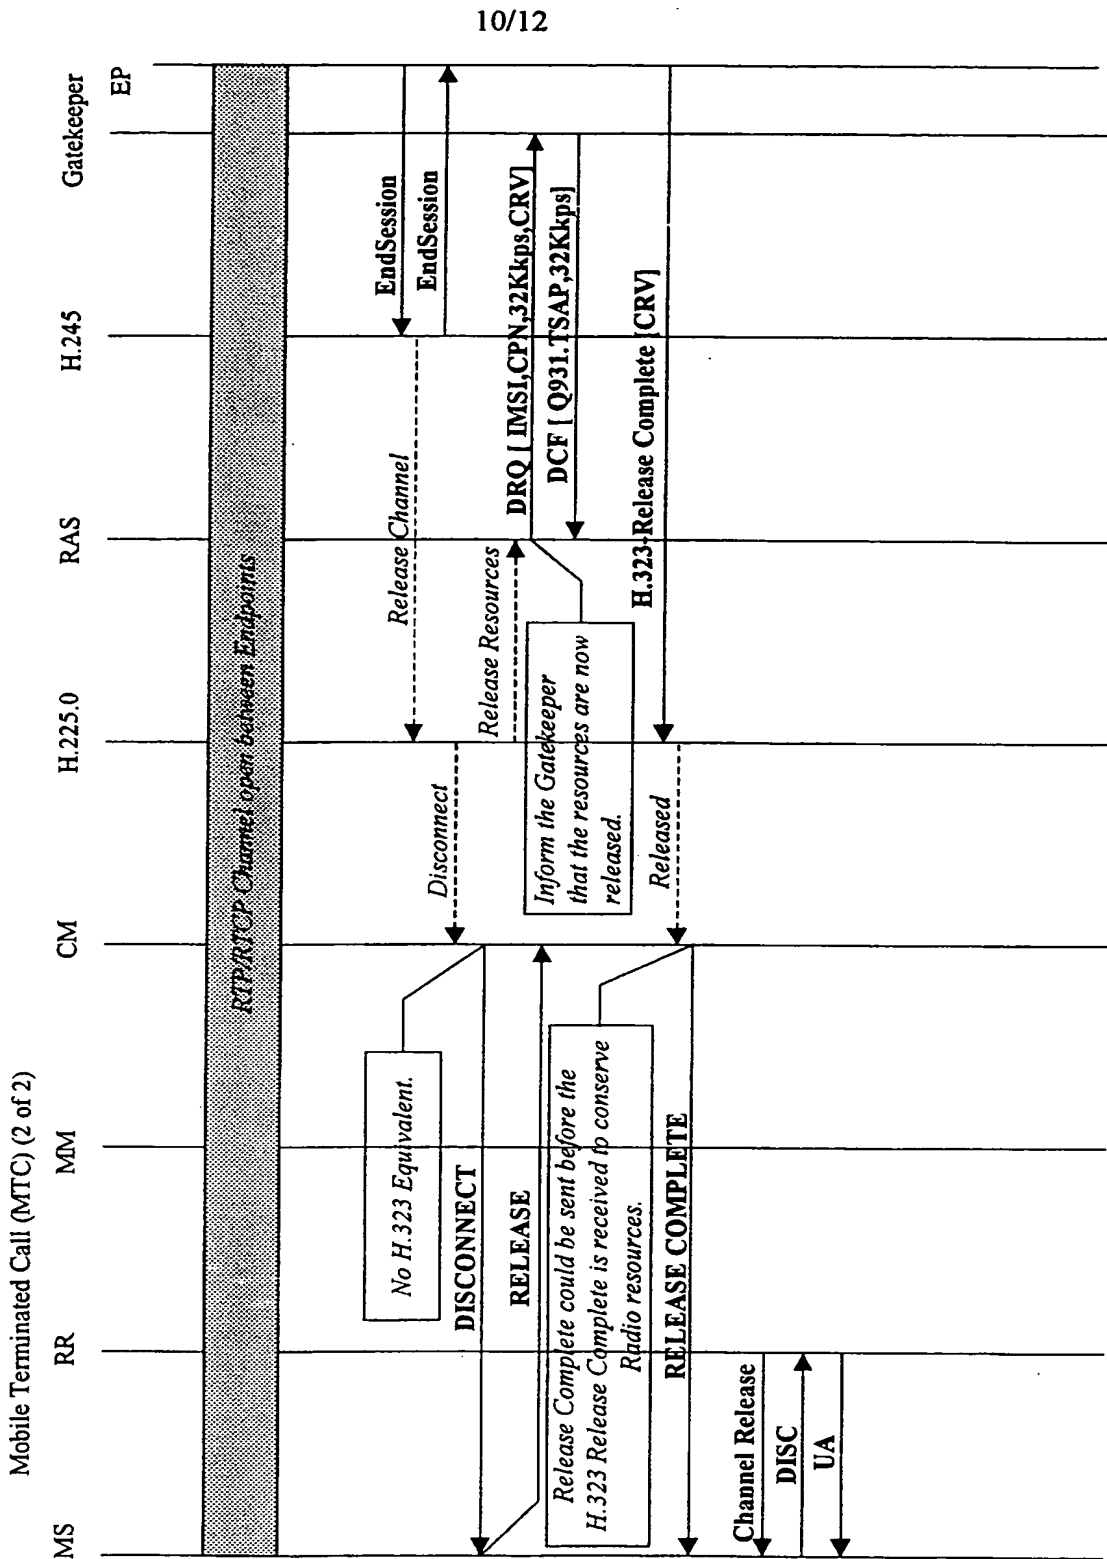 10/12
Mobile Terminated Call (MTC) (2 of 2)
MS
RR
MM
CM
H.225.0
RAS
H.245
Gatekeeper
EP
RTP/RTCP Channel open between Endpoints
EndSession
EndSession
Release Channel
No H.323 Equivalent.
Disconnect
DISCONNECT
Release Resources
RELEASE
DRQ [ IMSI,CPN,32Kkps,CRV]
DCF [ Q931.TSAP,32Kkps]
Inform the Gatekeeper
that the resources are now
released.
Release Complete could be sent before the
H.323 Release Complete is received to conserve
Radio resources.
H.323-Release Complete [CRV]
Released
RELEASE COMPLETE
Channel Release
DISC
UA